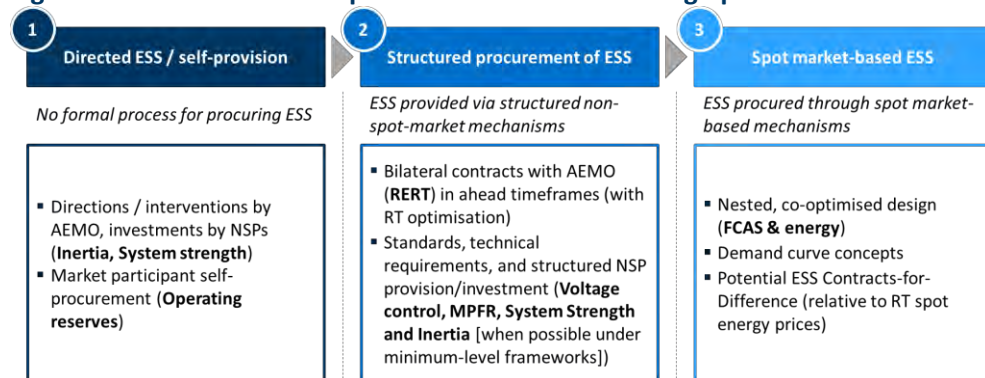 1
Directed ESS / self-provision
No formal process for procuring ESS
▪ Directions / interventions by
AEMO, investments by NSPs
(Inertia, System strength)
▪ Market participant self-
procurement (Operating
reserves)
2
Structured procurement of ESS
ESS provided via structured non-
spot-market mechanisms
▪ Bilateral contracts with AEMO
(RERT) in ahead timeframes (with
RT optimisation)
▪ Standards, technical
requirements, and structured NSP
provision/investment (Voltage
control, MPFR, System Strength
and Inertia [when possible under
minimum-level frameworks])
3
Spot market-based ESS
ESS procured through spot market-
based mechanisms
▪ Nested, co-optimised design
(FCAS & energy)
▪ Demand curve concepts
▪ Potential ESS Contracts-for-
Difference (relative to RT spot
energy prices)